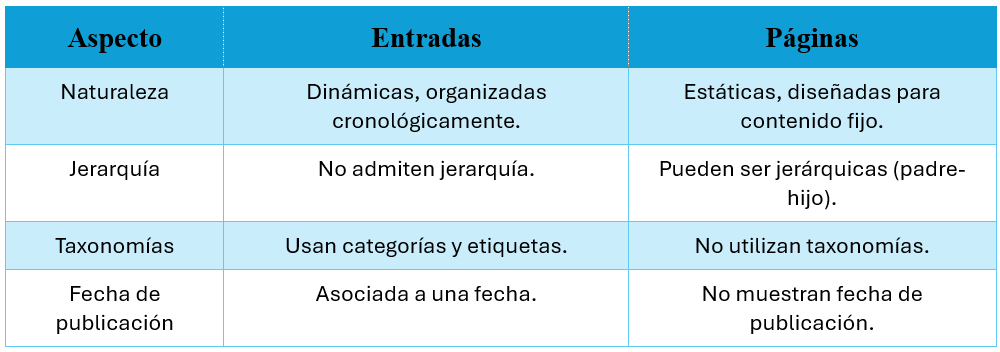 Aspecto Entradas Páginas
Naturaleza
Dinámicas, organizadas
cronológicamente.
Estáticas, diseñadas para
contenido fijo.
Jerarquía
No admiten jerarquía.
Pueden ser jerárquicas (padre-
hijo).
Taxonomías
Usan categorías y etiquetas.
No utilizan taxonomías.
Fecha de
publicación
Asociada a una fecha.
No muestran fecha de
publicación.